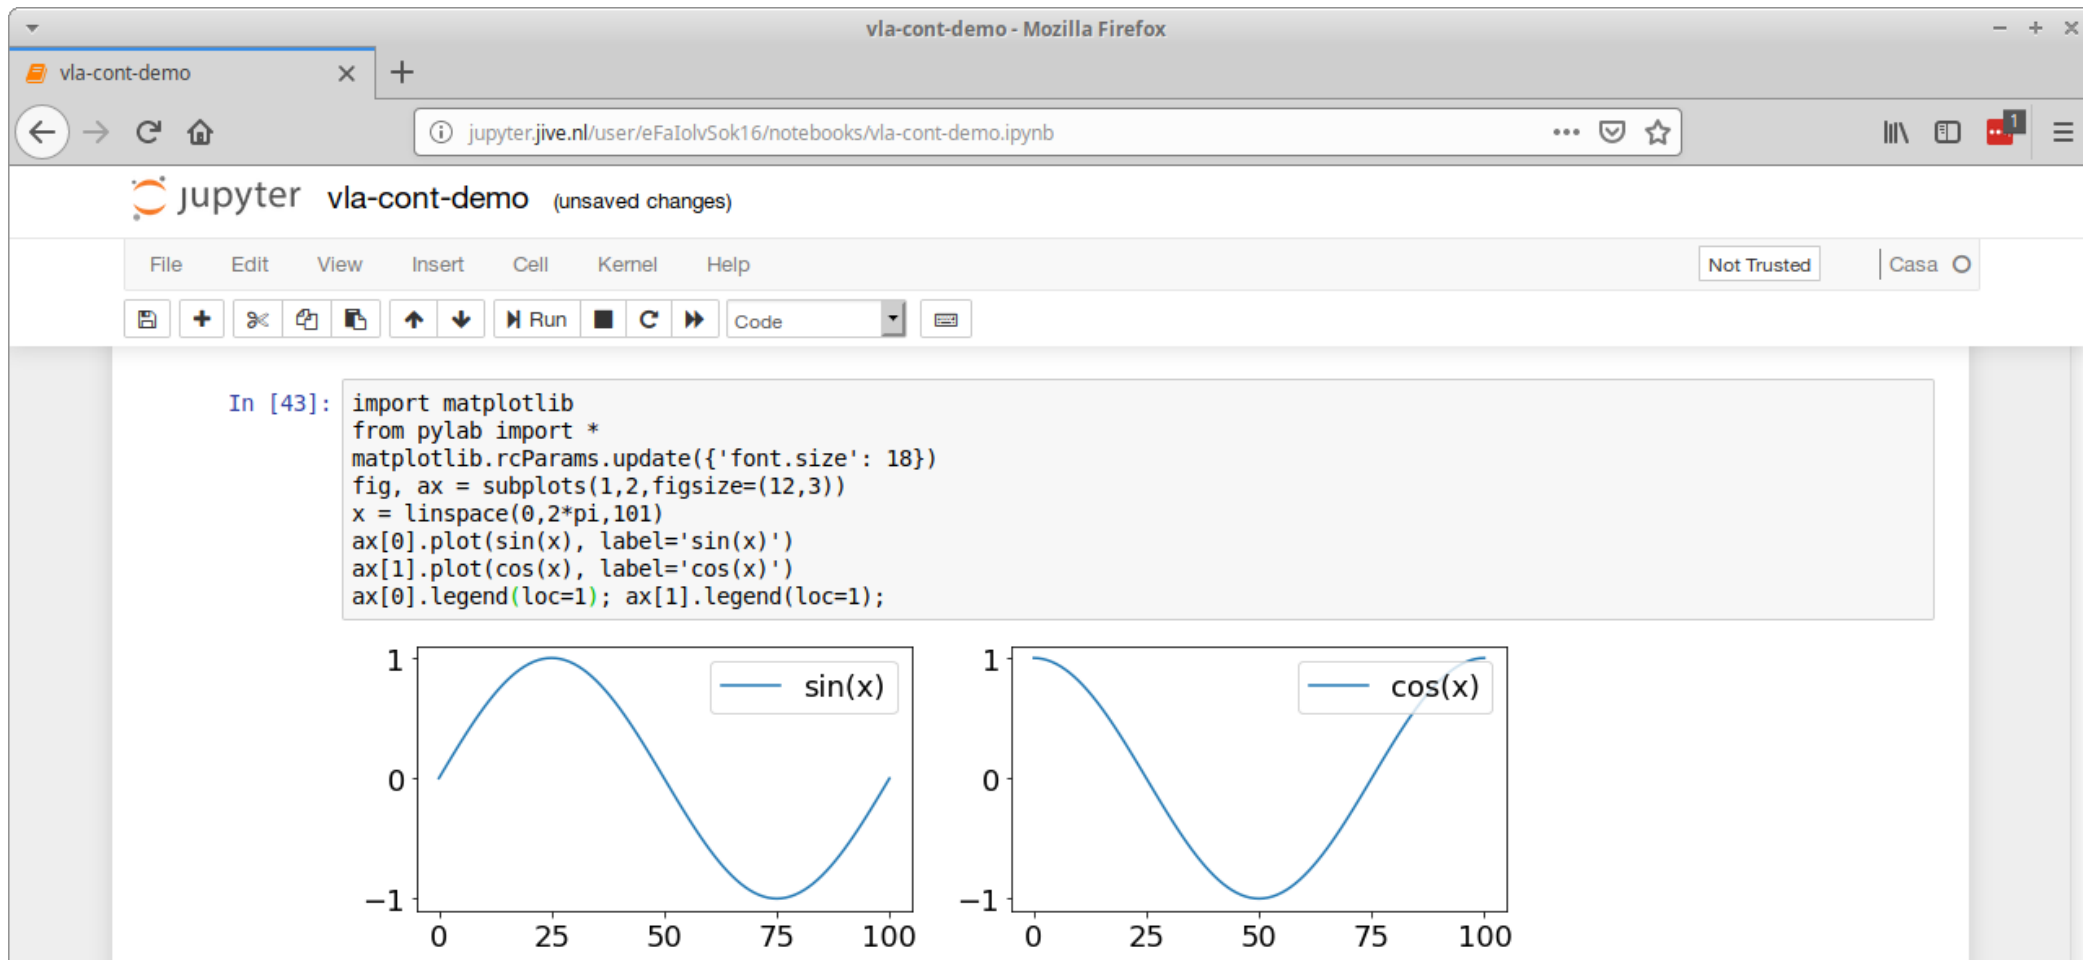 vla-cont-demo - Mozilla Firefox
vla-cont-demo
jupyter.jive.nl/user/eFaIolvSok16/notebooks/vla-cont-demo.ipynb
1
jupyter vla-cont-demo (unsaved changes)
File Edit View Insert Cell Kernel Help Not Trusted Casa
Run Code
In [43]: import matplotlib
from pylab import *
matplotlib.rcParams.update({'font.size': 18})
fig, ax = subplots(1,2,figsize=(12,3))
x = linspace(0,2*pi,101)
ax[0].plot(sin(x), label='sin(x)')
ax[1].plot(cos(x), label='cos(x)')
ax[0].legend(loc=1); ax[1].legend(loc=1);
1 sin(x) 1 cos(x)
0 0
−1 −1
0 25 50 75 100 0 25 50 75 100